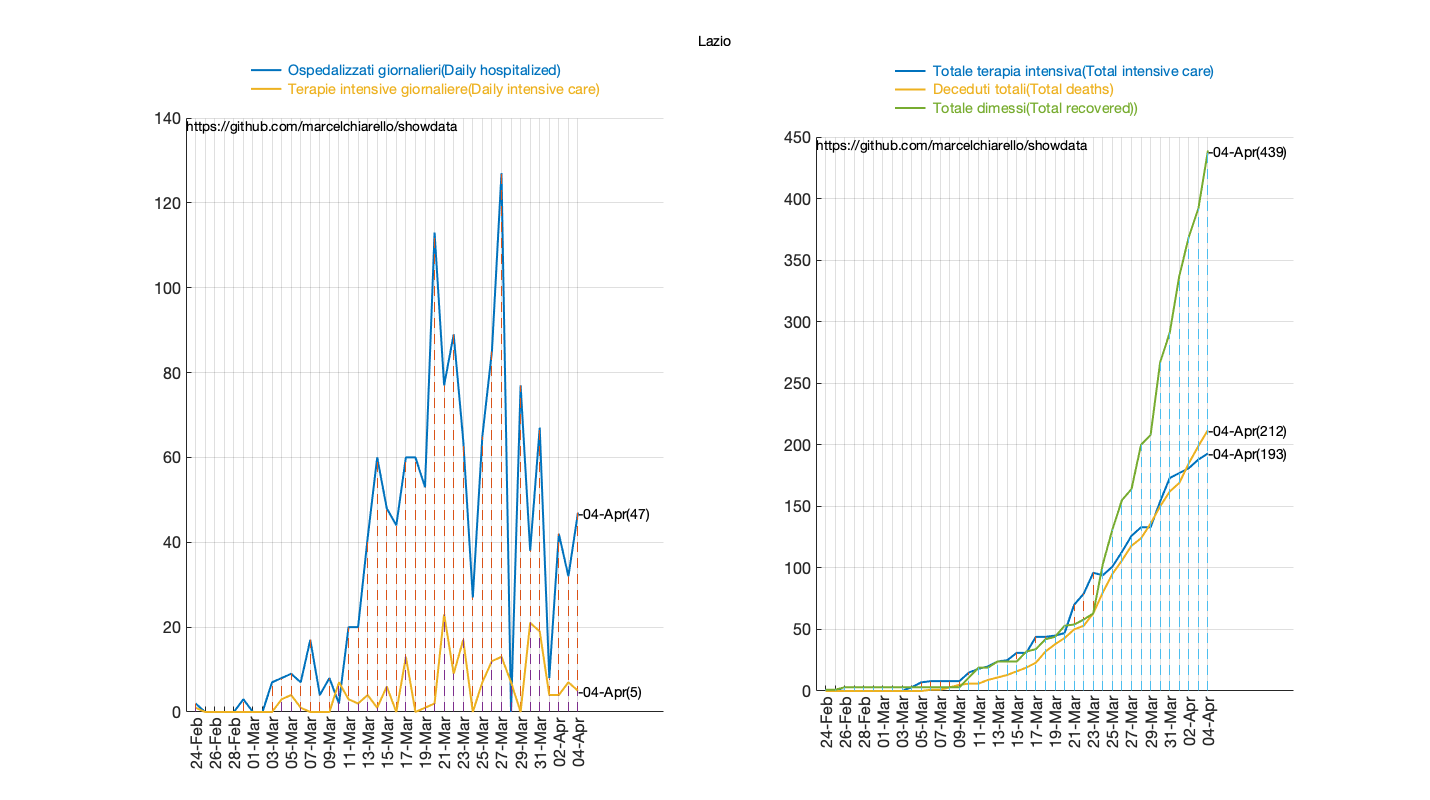 Lazio
Ospedalizzati giornalieri(Daily hospitalized)
Terapie intensive giornaliere(Daily intensive care)
140
https://github.com/marcelchiarello/showdata
120
100
80
60
40
20
0
-04-Apr(47)
-04-Apr(5)
24-Feb
26-Feb
28-Feb
01-Mar
03-Mar
05-Mar
07-Mar
09-Mar
11-Mar
13-Mar
15-Mar
17-Mar
19-Mar
21-Mar
23-Mar
25-Mar
27-Mar
29-Mar
31-Mar
02-Apr
04-Apr
Totale terapia intensiva(Total intensive care)
Deceduti totali(Total deaths)
Totale dimessi(Total recovered))
450
https://github.com/marcelchiarello/showdata
400
350
300
250
200
150
100
50
0
-04-Apr(439)
-04-Apr(212)
-04-Apr(193)
24-Feb
26-Feb
28-Feb
01-Mar
03-Mar
05-Mar
07-Mar
09-Mar
11-Mar
13-Mar
15-Mar
17-Mar
19-Mar
21-Mar
23-Mar
25-Mar
27-Mar
29-Mar
31-Mar
02-Apr
04-Apr